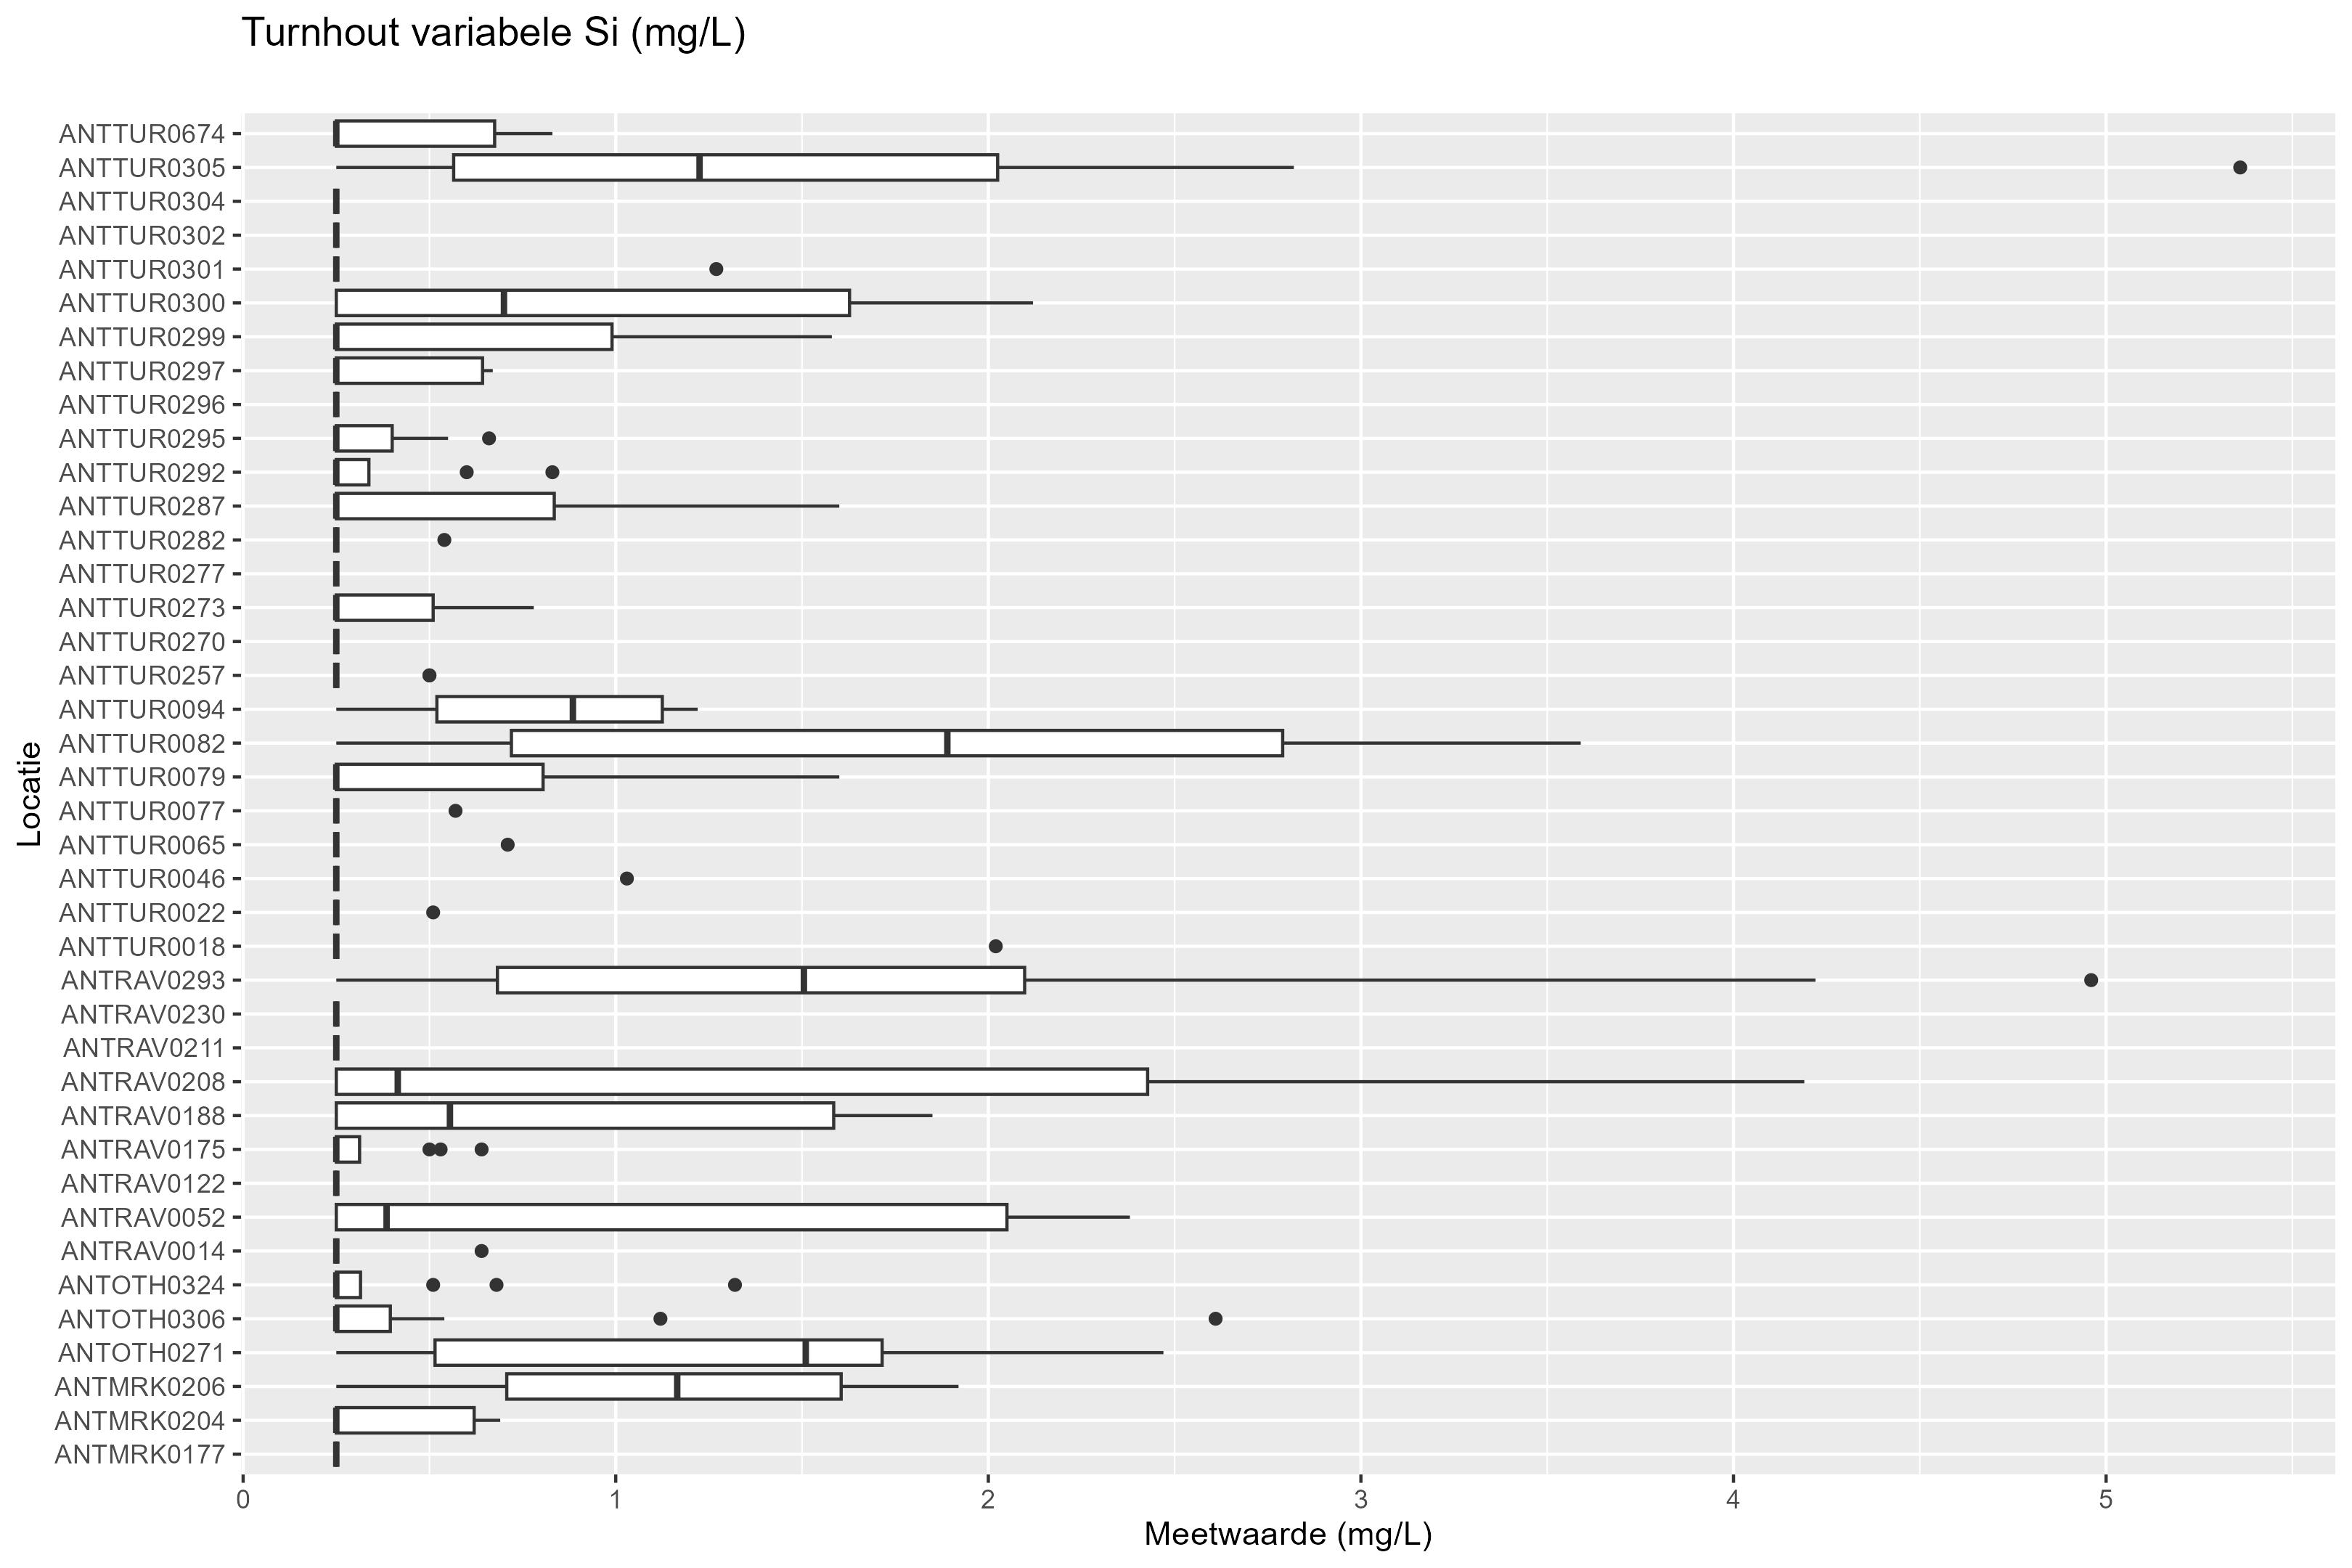 Turnhout variabele Si (mg/L)
ANTTUR0674
ANTTUR0305
ANTTUR0304
ANTTUR0302
ANTTUR0301
ANTTUR0300
ANTTUR0299
ANTTUR0297
ANTTUR0296
ANTTUR0295
ANTTUR0292
ANTTUR0287
ANTTUR0282
ANTTUR0277
ANTTUR0273
ANTTUR0270
ANTTUR0257
ANTTUR0094
ANTTUR0082
ANTTUR0079
ANTTUR0077
ANTTUR0065
ANTTUR0046
ANTTUR0022
ANTTUR0018
ANTRAV0293
ANTRAV0230
ANTRAV0211
ANTRAV0208
ANTRAV0188
ANTRAV0175
ANTRAV0122
ANTRAV0052
ANTRAV0014
ANTOTH0324
ANTOTH0306
ANTOTH0271
ANTMRK0206
ANTMRK0204
ANTMRK0177
Locatie
0 1 2 3 4 5
Meetwaarde (mg/L)